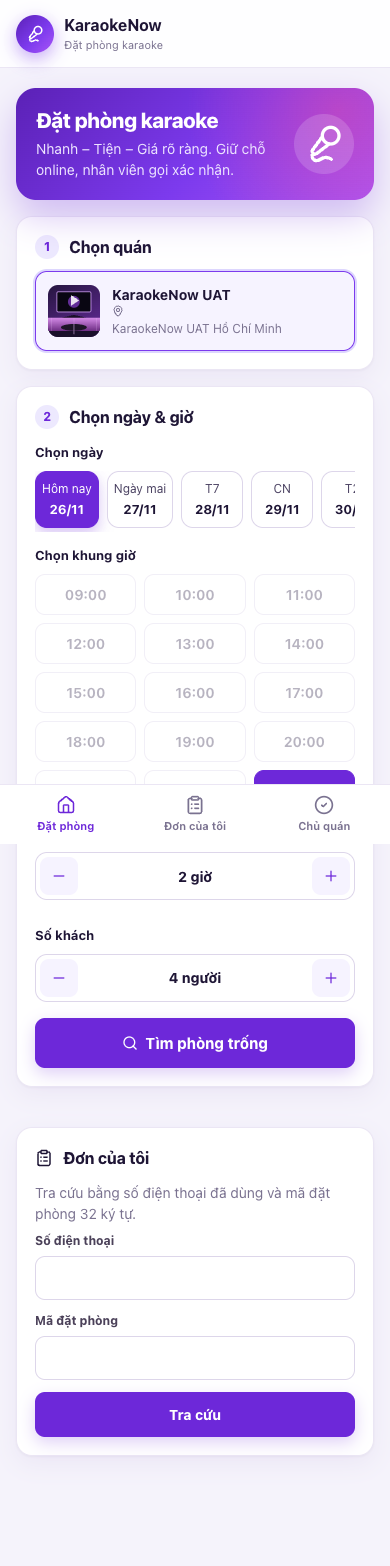 KaraokeNow
Đặt phòng karaoke
Đặt phòng karaoke
Nhanh – Tiện – Giá rõ ràng. Giữ chỗ
online, nhân viên gọi xác nhận.
1 Chọn quán
KaraokeNow UAT
KaraokeNow UAT Hồ Chí Minh
2 Chọn ngày & giờ
Chọn ngày
Hôm nay Ngày mai T7 CN
26/11 27/11 28/11 29/11 30/
Chọn khung giờ
09:00 10:00 11:00
12:00 13:00 14:00
15:00 16:00 17:00
18:00 19:00 20:00
Đặt phòng Đơn của tôi Chủ quán
2 giờ
Số khách
4 người
Tìm phòng trống
Đơn của tôi
Tra cứu bằng số điện thoại đã dùng và mã đặt
phòng 32 ký tự.
Số điện thoại
Mã đặt phòng
Tra cứu